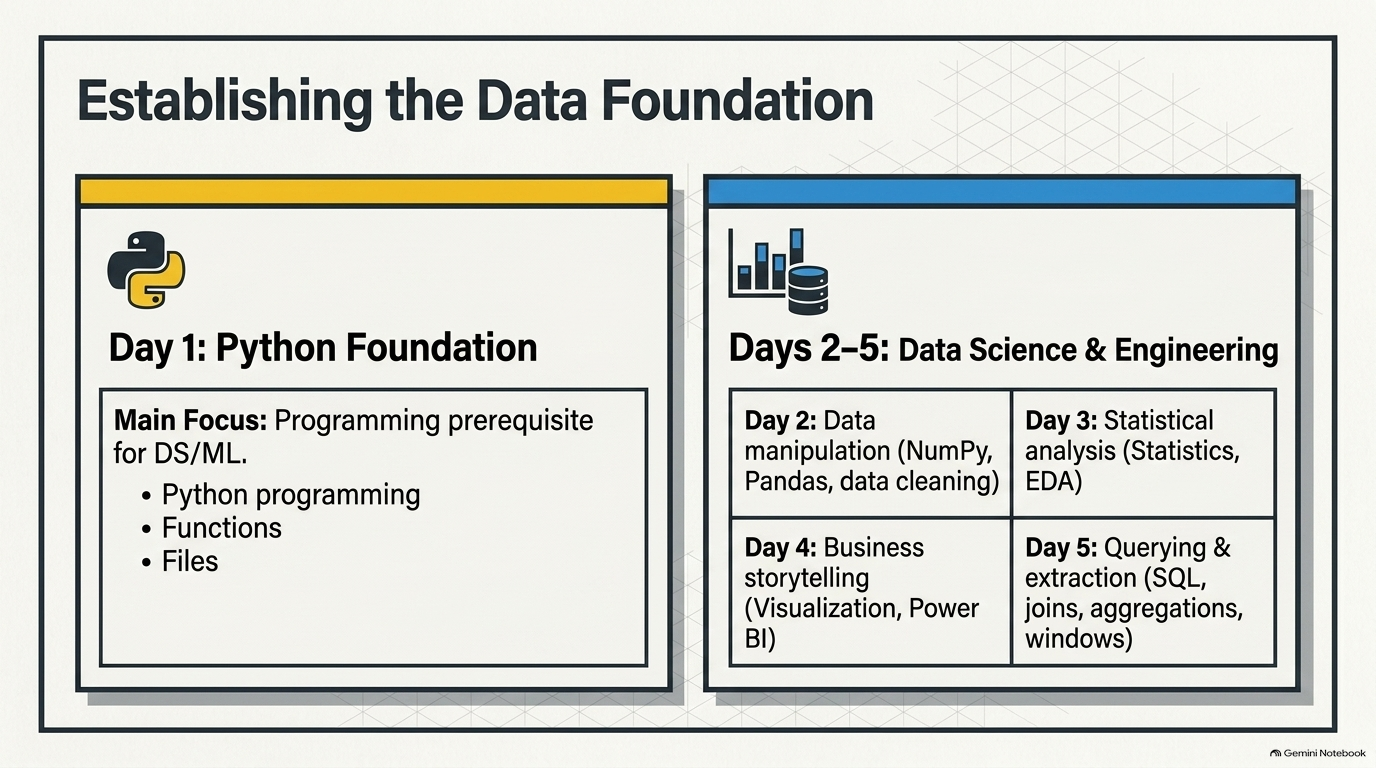 Establishing the Data Foundation
Day 1: Python Foundation
Main Focus: Programming prerequisite
for DS/ML.
• Python programming
• Functions
• Files
Days 2–5: Data Science & Engineering
Day 2: Data
manipulation (NumPy,
Pandas, data cleaning)
Day 3: Statistical
analysis (Statistics,
EDA)
Day 4: Business
storytelling
(Visualization, Power
BI)
Day 5: Querying &
extraction (SQL,
joins, aggregations,
windows)
Gemini Notebook